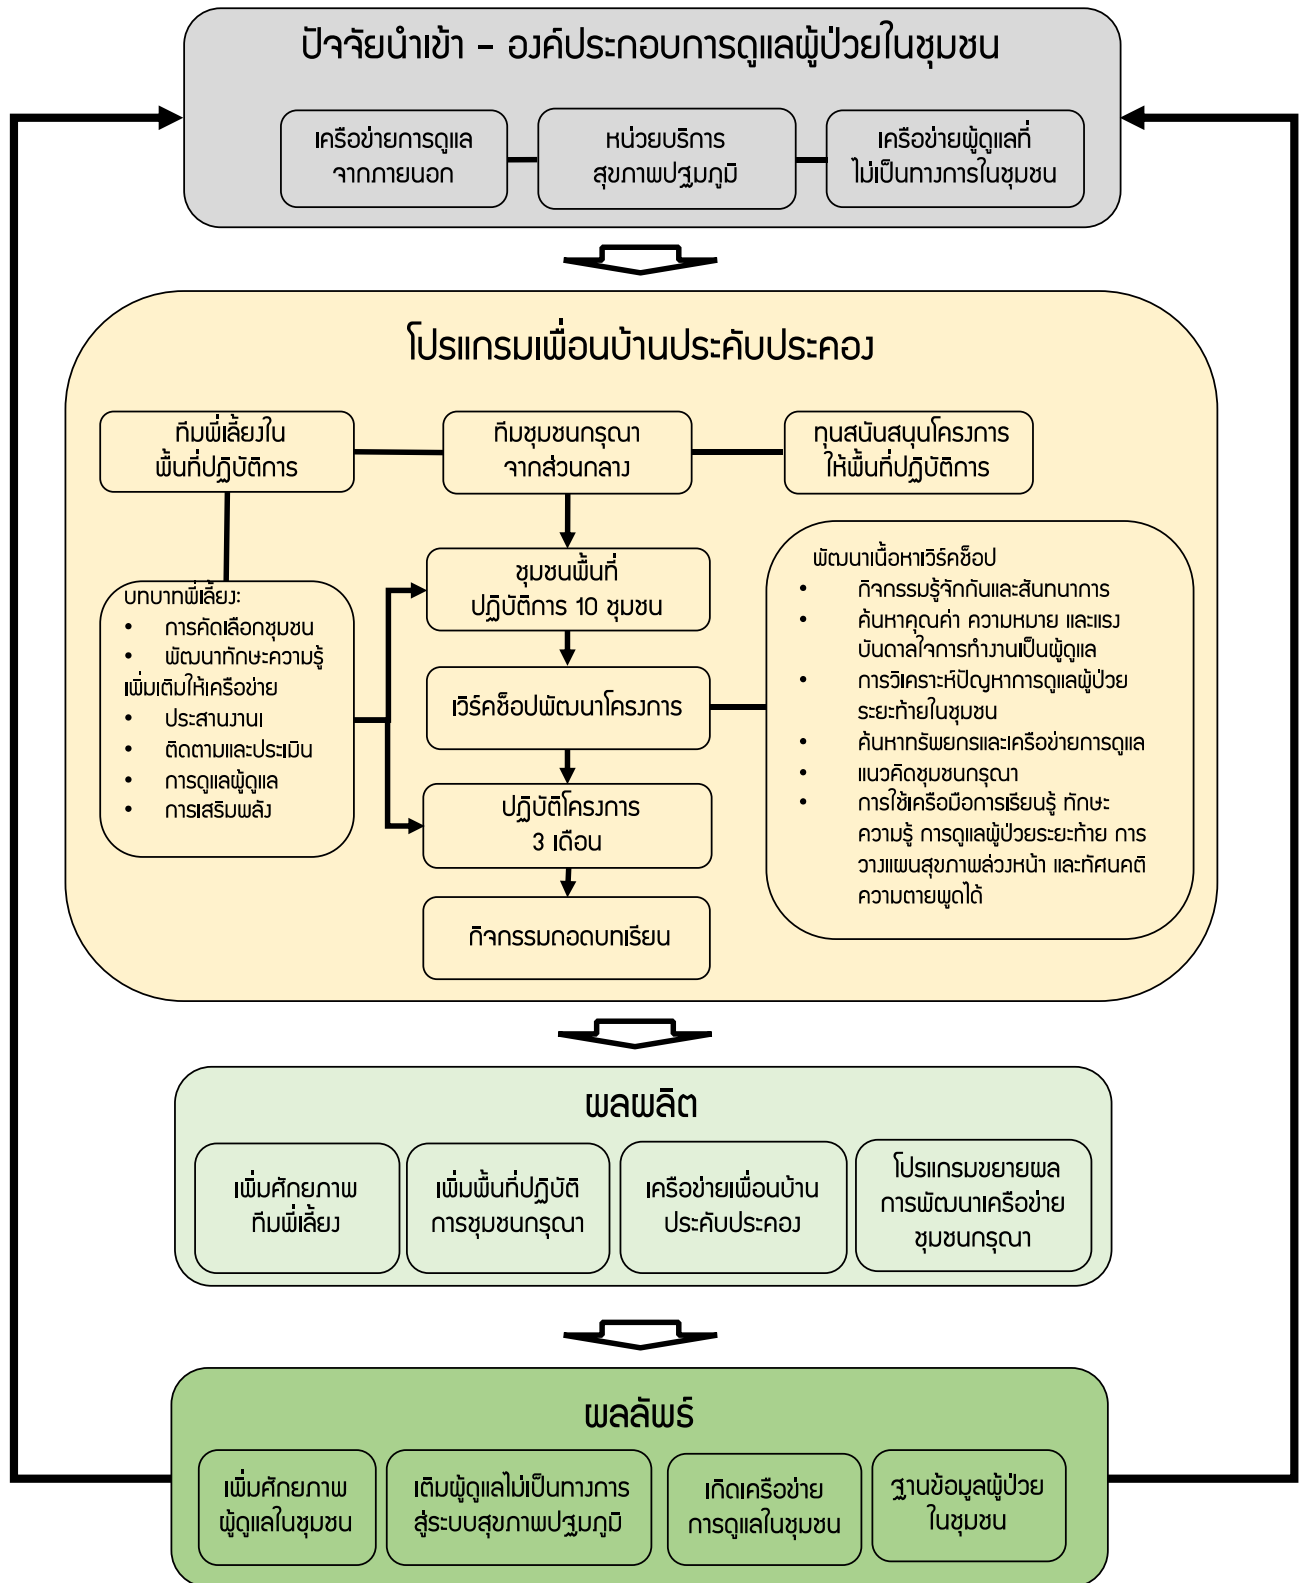 ปัจจัยนำเข้า - องค์ประกอบการดูแลผู้ป่วยในชุมชน
เครือข่ายการดูแล
จากภายนอก
หน่วยบริการ
สุขภาพปฐมภูมิ
เครือข่ายผู้ดูแลที่
ไม่เป็นทางการในชุมชน
โปรแกรมเพื่อนบ้านประคับประคอง
ทีมพี่เลี้ยงใน
พื้นที่ปฏิบัติการ
ทีมชุมชนกรุณา
จากส่วนกลาง
ทุนสนันสนุนโครงการ
ให้พื้นที่ปฏิบัติการ
บทบาทพี่เลี้ยง:
• การคัดเลือกชุมชน
• พัฒนาทักษะความรู้
เพิ่มเติมให้เครือข่าย
• ประสานงานเ
• ติดตามและประเมิน
• การดูแลผู้ดูแล
• การเสริมพลัง
ชุมชนพื้นที่
ปฏิบัติการ 10 ชุมชน
เวิร์คช็อปพัฒนาโครงการ
ปฏิบัติโครงการ
3 เดือน
กิจกรรมถอดบทเรียน
พัฒนาเนื้อหาเวิร์คช็อป
• กิจกรรมรู้จักกันและสันทนาการ
• ค้นหาคุณค่า ความหมาย และแรง
บันดาลใจการทำงานเป็นผู้ดูแล
• การวิเคราะห์ปัญหาการดูแลผู้ป่วย
ระยะท้ายในชุมชน
• ค้นหาทรัพยกรและเครือข่ายการดูแล
• แนวคิดชุมชนกรุณา
• การใช้เครือมือการเรียนรู้ ทักษะ
ความรู้ การดูแลผู้ป่วยระยะท้าย การ
วางแผนสุขภาพล่วงหน้า และทัศนคติ
ความตายพูดได้
ผลผลิต
เพิ่มศักยภาพ
ทีมพี่เลี้ยง
เพิ่มพื้นที่ปฏิบัติ
การชุมชนกรุณา
เครือข่ายเพื่อนบ้าน
ประคับประคอง
โปรแกรมขยายผล
การพัฒนาเครือข่าย
ชุมชนกรุณา
ผลลัพธ์
เพิ่มศักยภาพ
ผู้ดูแลในชุมชน
เติมผู้ดูแลไม่เป็นทางการ
สู่ระบบสุขภาพปฐมภูมิ
เกิดเครือข่าย
การดูแลในชุมชน
ฐานข้อมูลผู้ป่วย
ในชุมชน